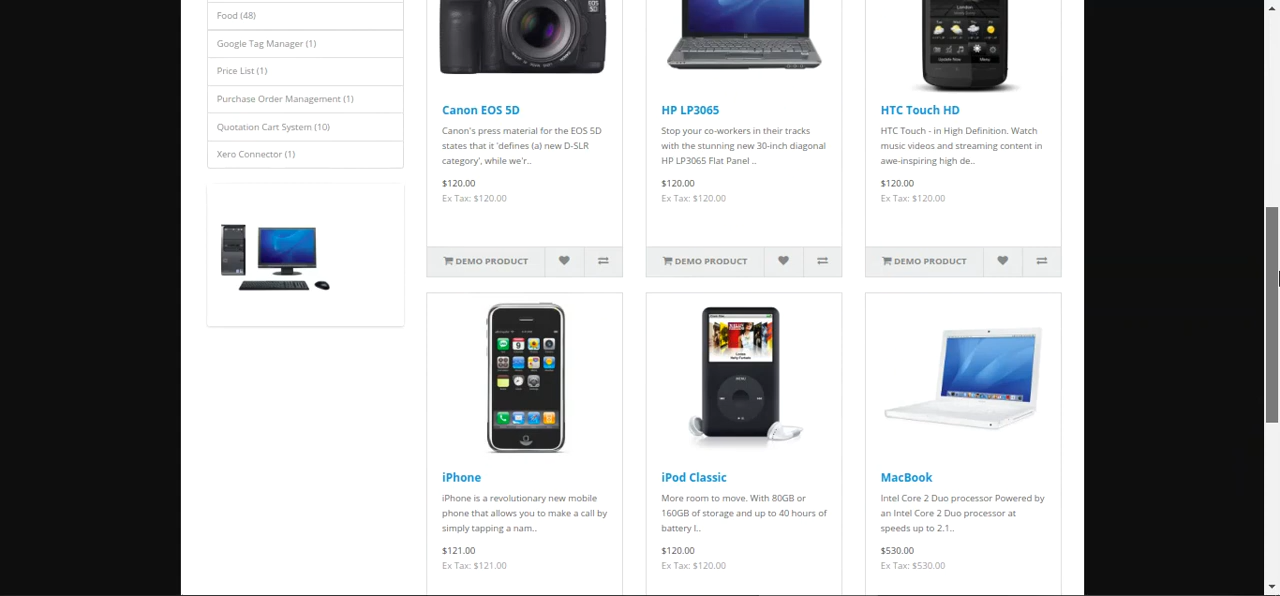 Food (48)
Google Tag Manager (1)
Price List (1)
Purchase Order Management (1)
Quotation Cart System (10)
Xero Connector (1)
EOS
5D
London
Update Now
Menu
Canon EOS 5D
Canon's press material for the EOS 5D
states that it 'defines (a) new D-SLR
category', while we'r..
$120.00
Ex Tax: $120.00
DEMO PRODUCT
HP LP3065
Stop your co-workers in their tracks
with the stunning new 30-inch diagonal
HP LP3065 Flat Panel ..
$120.00
Ex Tax: $120.00
DEMO PRODUCT
HTC Touch HD
HTC Touch - in High Definition. Watch
music videos and streaming content in
awe-inspiring high de..
$120.00
Ex Tax: $120.00
DEMO PRODUCT
MENU
iPhone
iPhone is a revolutionary new mobile
phone that allows you to make a call by
simply tapping a nam..
$121.00
Ex Tax: $121.00
iPod Classic
More room to move. With 80GB or
160GB of storage and up to 40 hours of
battery l..
$120.00
Ex Tax: $120.00
MacBook
Intel Core 2 Duo processor Powered by
an Intel Core 2 Duo processor at
speeds up to 2.1..
$530.00
Ex Tax: $530.00